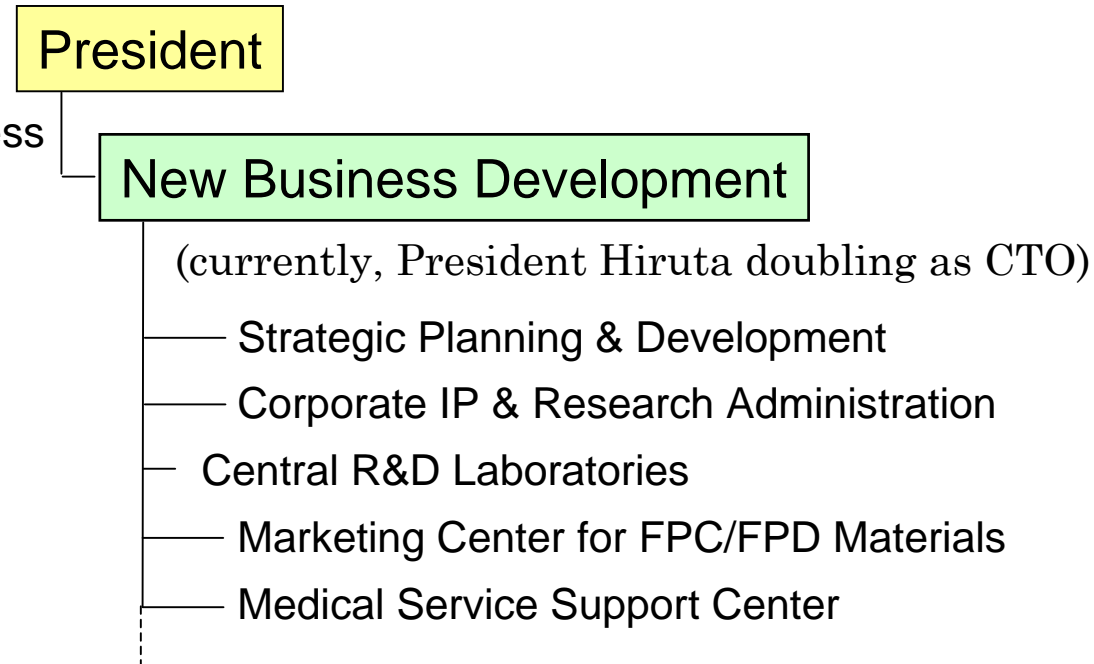 President
ss
New Business Development
(currently, President Hiruta doubling as CTO)
Strategic Planning & Development
Corporate IP & Research Administration
Central R&D Laboratories
Marketing Center for FPC/FPD Materials
Medical Service Support Center